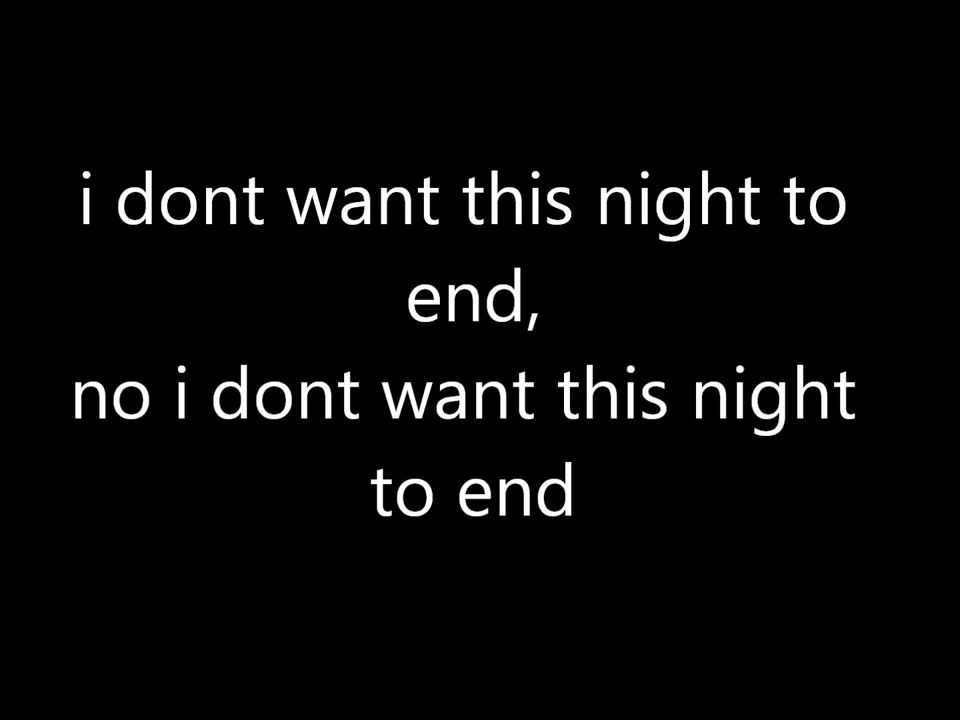 i dont want this night to
end,
no i dont want this night
to end